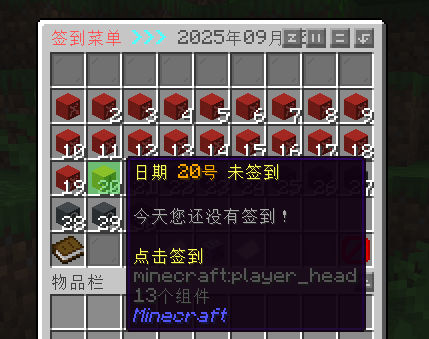 签到菜单 >>> 2025年09月
2 3 4 5 6 7 8 9
10 11 12 13 14 15 16 17 18
19 20
28 29
日期 20号 未签到
今天您还没有签到！
点击签到
minecraft:player_head
13个组件
Minecraft
物品栏